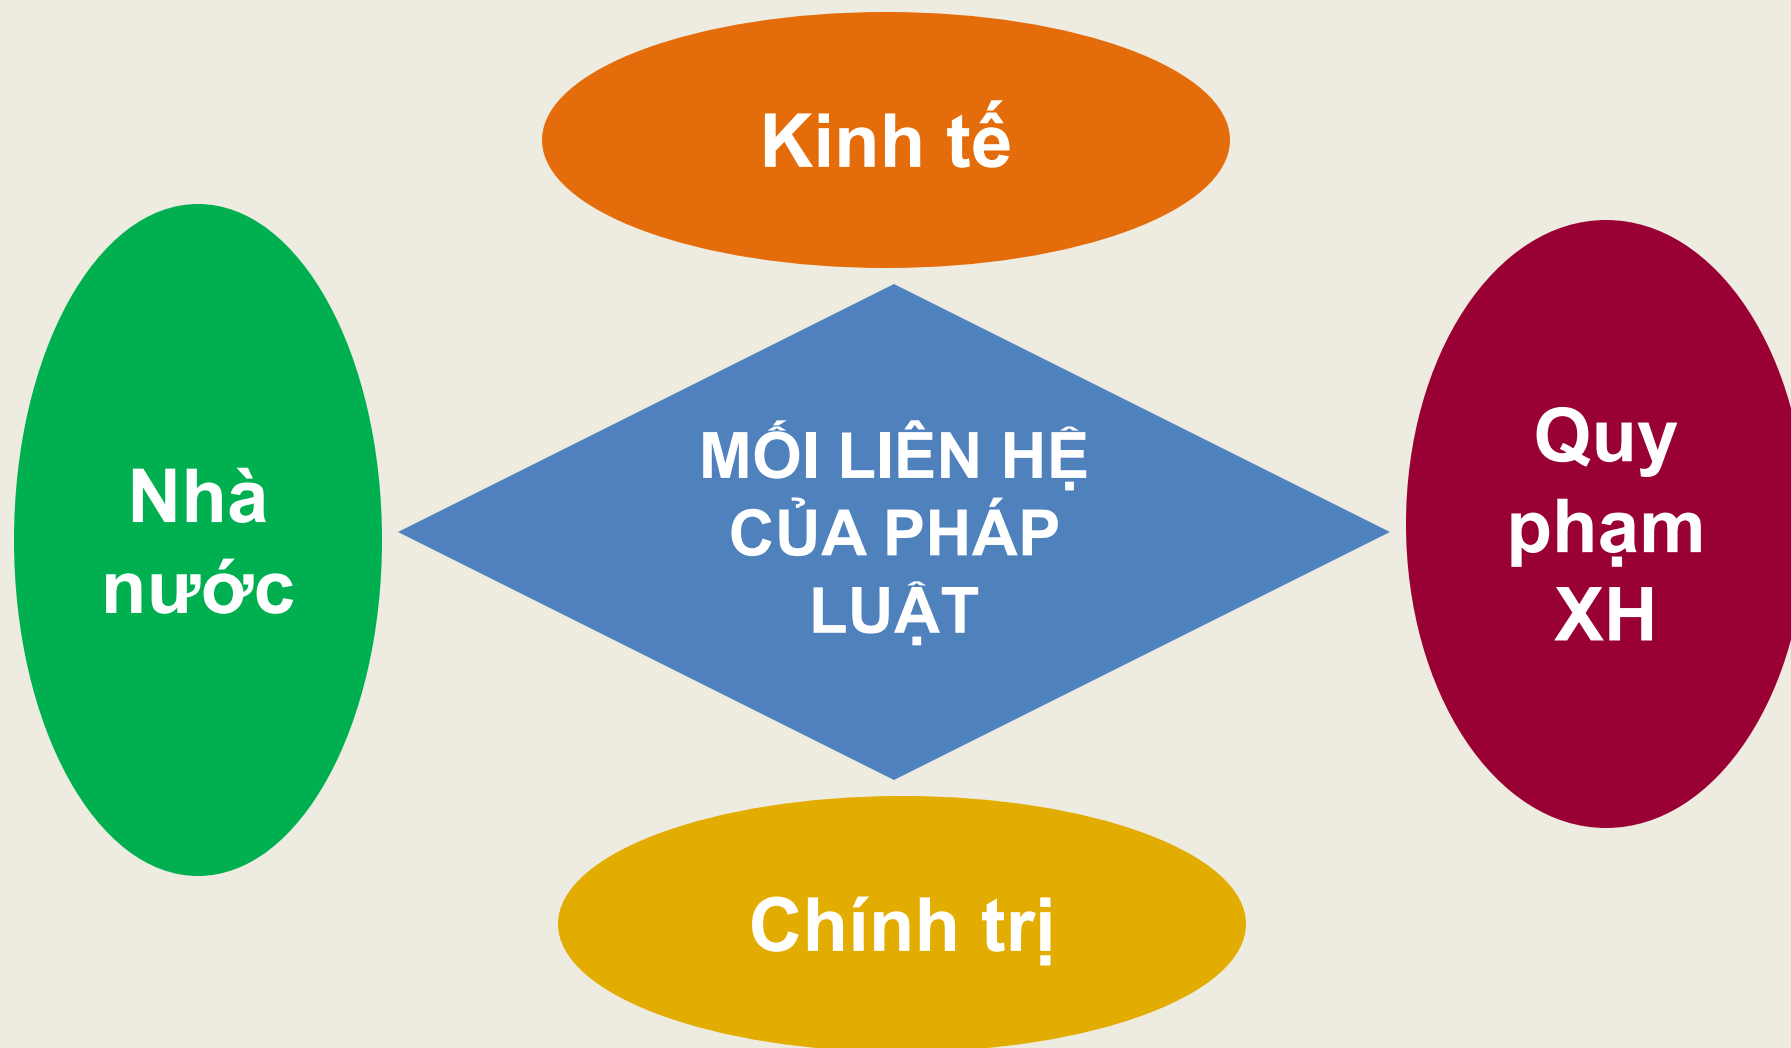 Kinh tế
Nhà
nước
MỐI LIÊN HỆ
CỦA PHÁP
LUẬT
Quy
phạm
XH
Chính trị